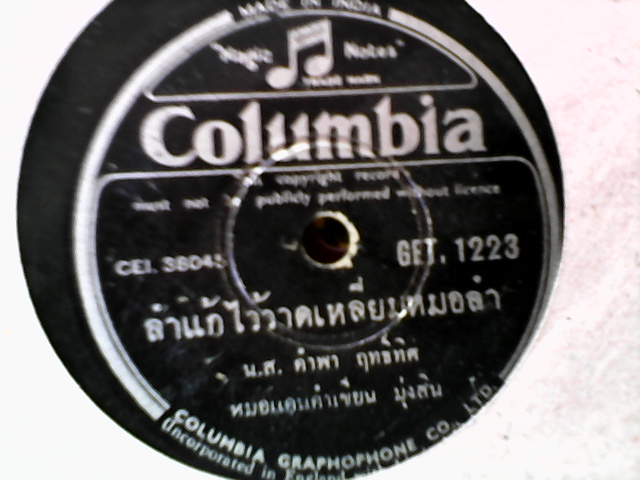 MADE IN INDIA
"Magic Notes"
TRADE MARK
Columbia
copyright record
must not publicly performed without licence
GET. 1223
ลำแก้ไว้วาดเหลี่ยมหมอลำ
น.ส. คำพา ฤทธิทิศ
หมอแคนคำเขียน มุ่งสิน
COLUMBIA GRAPHOPHONE CO., LTD.
(Incorporated in England